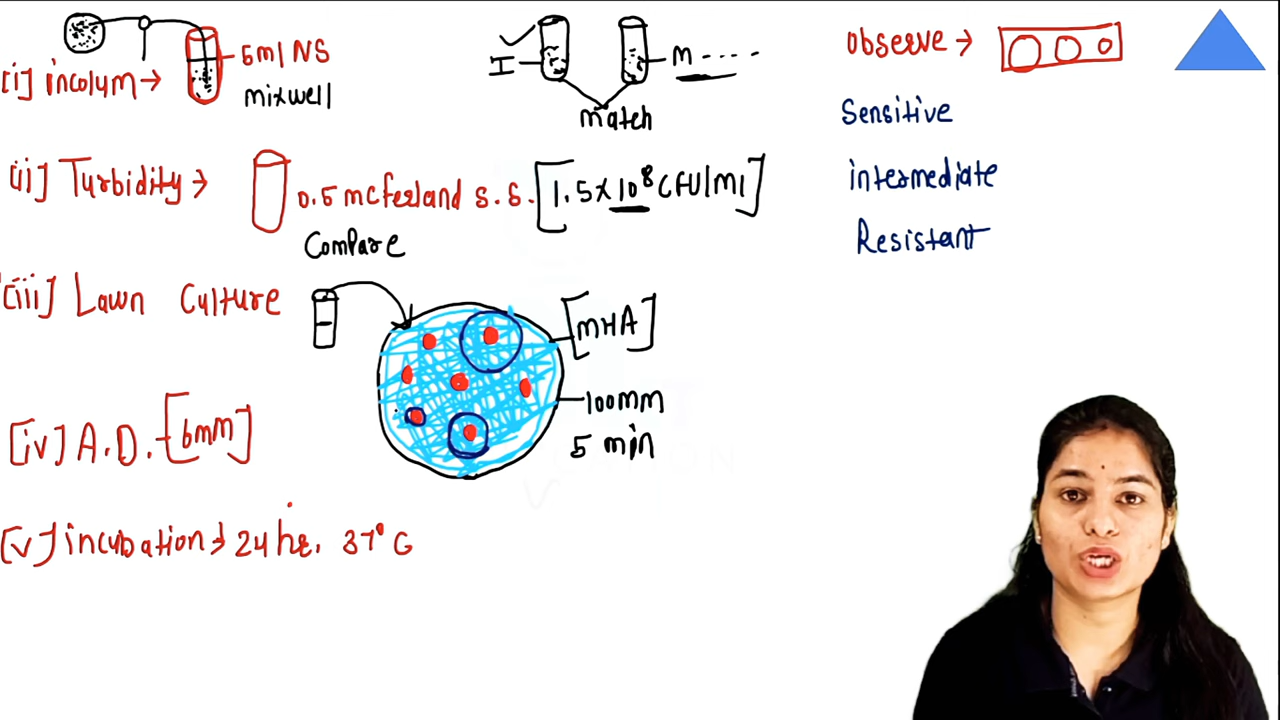 [i] incolum → 5ml NS
mixwell
I M
match
[ii] Turbidity → 0.5 mcferland s.s. [1.5×10⁸ CFU/Ml]
Compare
[iii] Lawn Culture
[MHA]
100mm
5 min
[iv] A.D. - [6mm]
[v] incubation → 24 hr. 37° C
Observe →
Sensitive
intermediate
Resistant